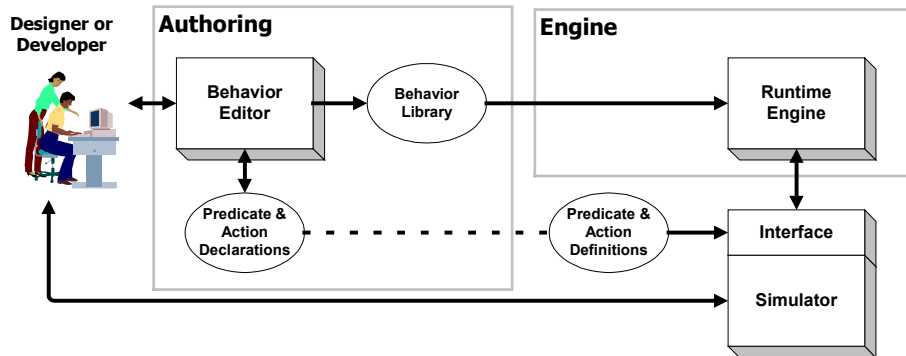 Designer or
Developer
Authoring
Behavior
Editor
Behavior
Library
Predicate &
Action
Declarations
Engine
Runtime
Engine
Predicate &
Action
Definitions
Interface
Simulator